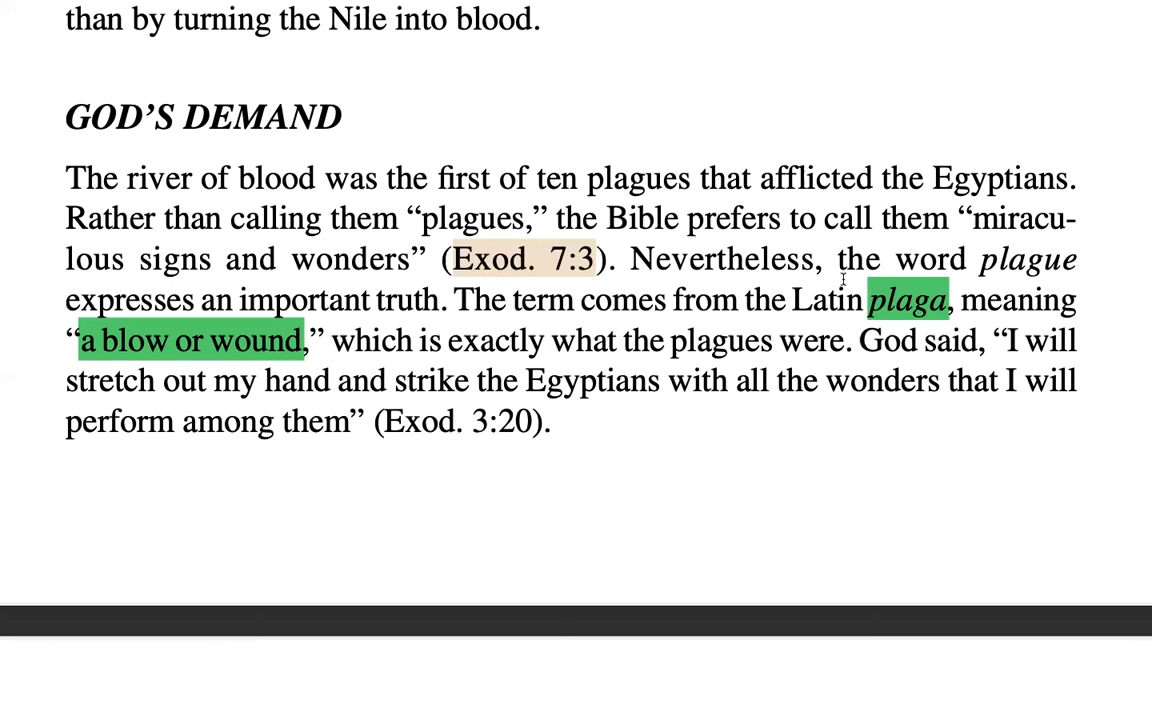 than by turning the Nile into blood.
GOD’S DEMAND
The river of blood was the first of ten plagues that afflicted the Egyptians.
Rather than calling them “plagues,” the Bible prefers to call them “miracu-
lous signs and wonders” (Exod. 7:3). Nevertheless, the word plague
expresses an important truth. The term comes from the Latin plaga, meaning
“a blow or wound,” which is exactly what the plagues were. God said, “I will
stretch out my hand and strike the Egyptians with all the wonders that I will
perform among them” (Exod. 3:20).